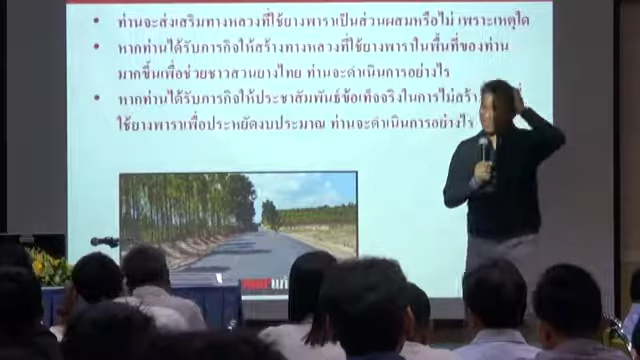 ท่านจะส่งเสริมทางหลวงที่ใช้ยางพาราเป็นส่วนผสมหรือไม่ เพราะเหตุใด
หากท่านได้รับภารกิจให้สร้างทางหลวงที่ใช้ยางพาราในพื้นที่ของท่าน
มากขึ้นเพื่อช่วยชาวสวนยางไทย ท่านจะดำเนินการอย่างไร
หากท่านได้รับภารกิจให้ประชาสัมพันธ์ข้อเท็จจริงในการไม่สร้า
ใช้ยางพาราเพื่อประหยัดงบประมาณ ท่านจะดำเนินการอย่างไร